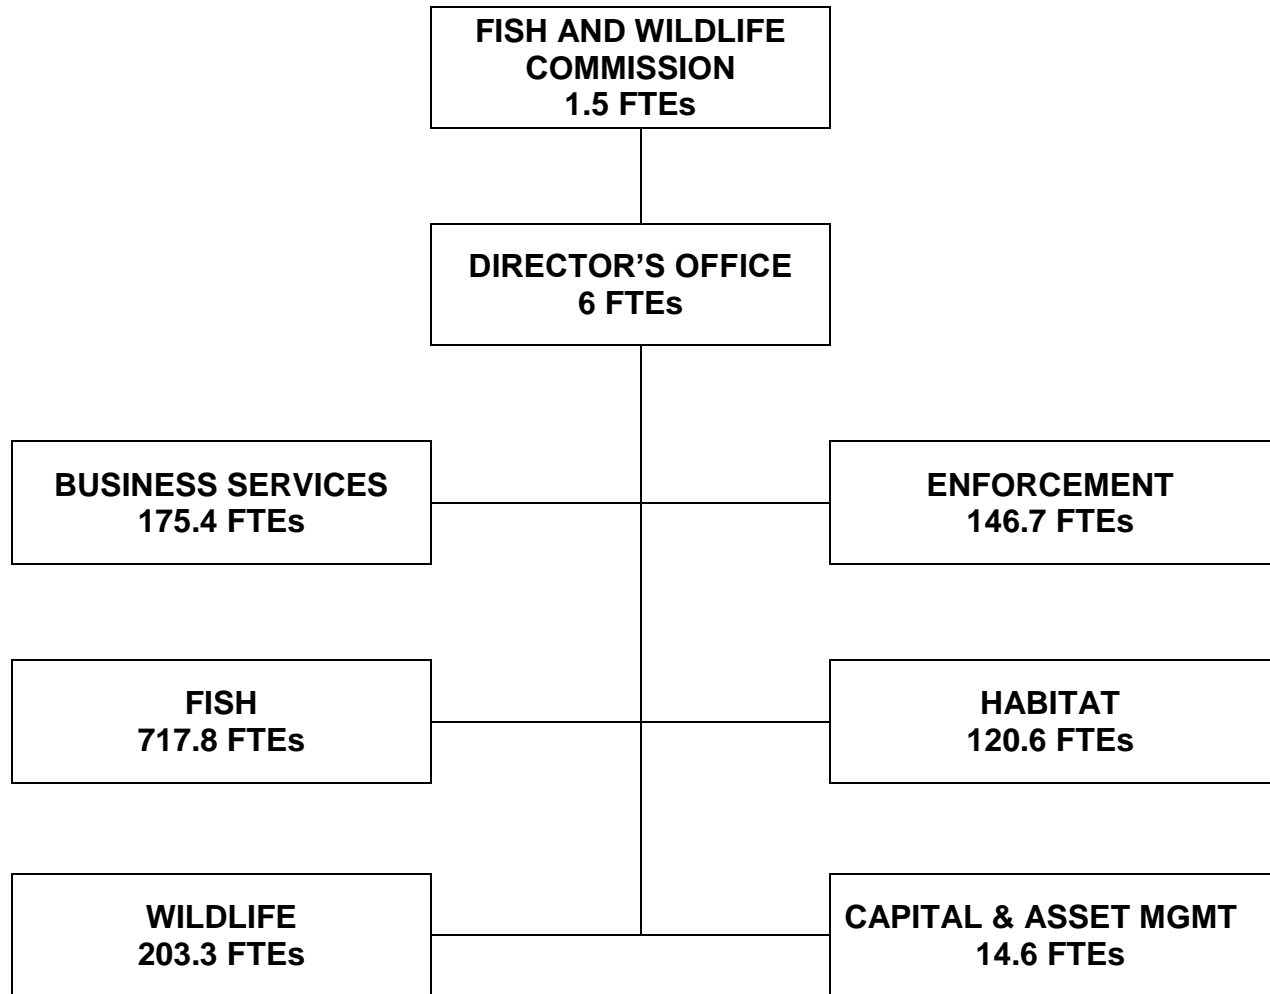 FISH AND WILDLIFE
COMMISSION
1.5 FTEs
DIRECTOR’S OFFICE
6 FTEs
BUSINESS SERVICES
175.4 FTEs
ENFORCEMENT
146.7 FTEs
FISH
717.8 FTEs
HABITAT
120.6 FTEs
WILDLIFE
203.3 FTEs
CAPITAL & ASSET MGMT
14.6 FTEs